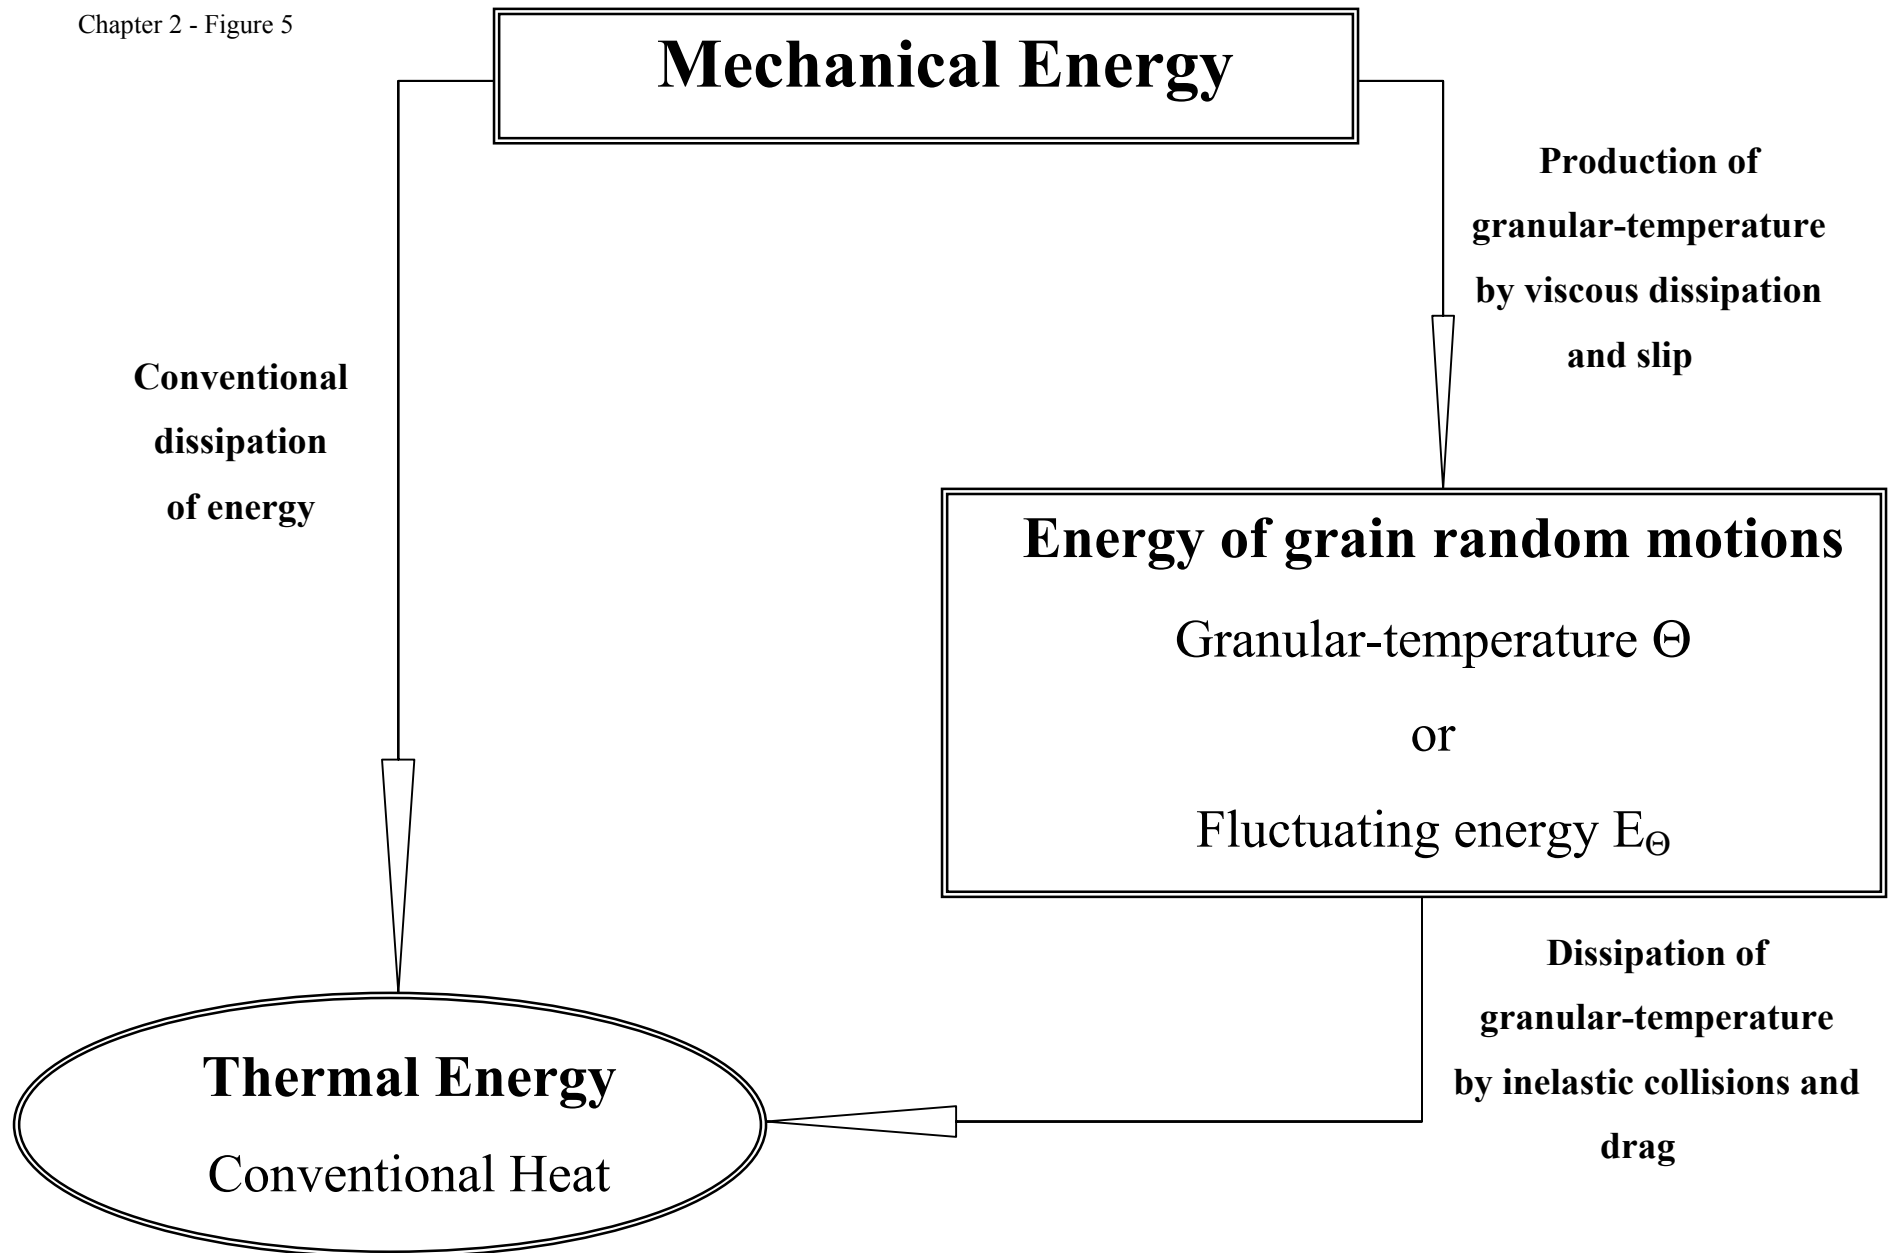 Chapter 2 - Figure 5
Mechanical Energy
Production of
granular-temperature
by viscous dissipation
and slip
Conventional
dissipation
of energy
Energy of grain random motions
Granular-temperature Θ
or
Fluctuating energy E_Θ
Dissipation of
granular-temperature
by inelastic collisions and
drag
Thermal Energy
Conventional Heat